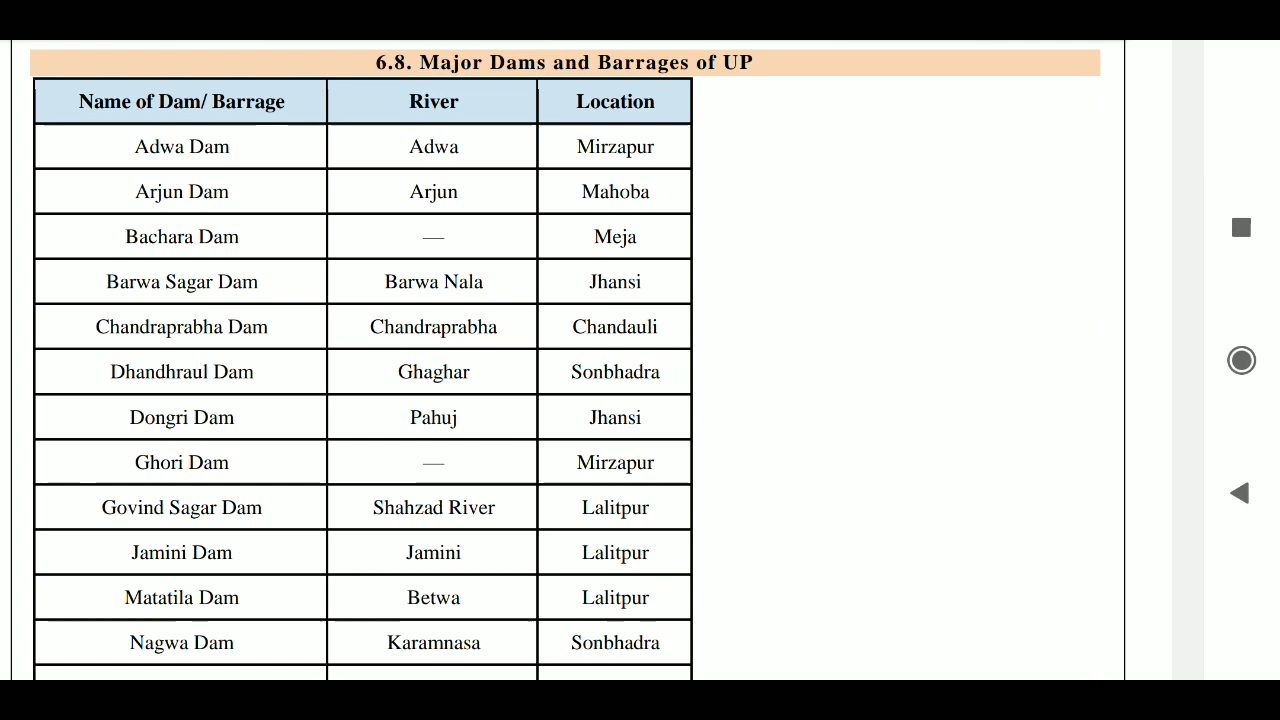 6.8. Major Dams and Barrages of UP
Name of Dam/ Barrage River Location
Adwa Dam Adwa Mirzapur
Arjun Dam Arjun Mahoba
Bachara Dam — Meja
Barwa Sagar Dam Barwa Nala Jhansi
Chandraprabha Dam Chandraprabha Chandauli
Dhandhraul Dam Ghaghar Sonbhadra
Dongri Dam Pahuj Jhansi
Ghori Dam — Mirzapur
Govind Sagar Dam Shahzad River Lalitpur
Jamini Dam Jamini Lalitpur
Matatila Dam Betwa Lalitpur
Nagwa Dam Karamnasa Sonbhadra